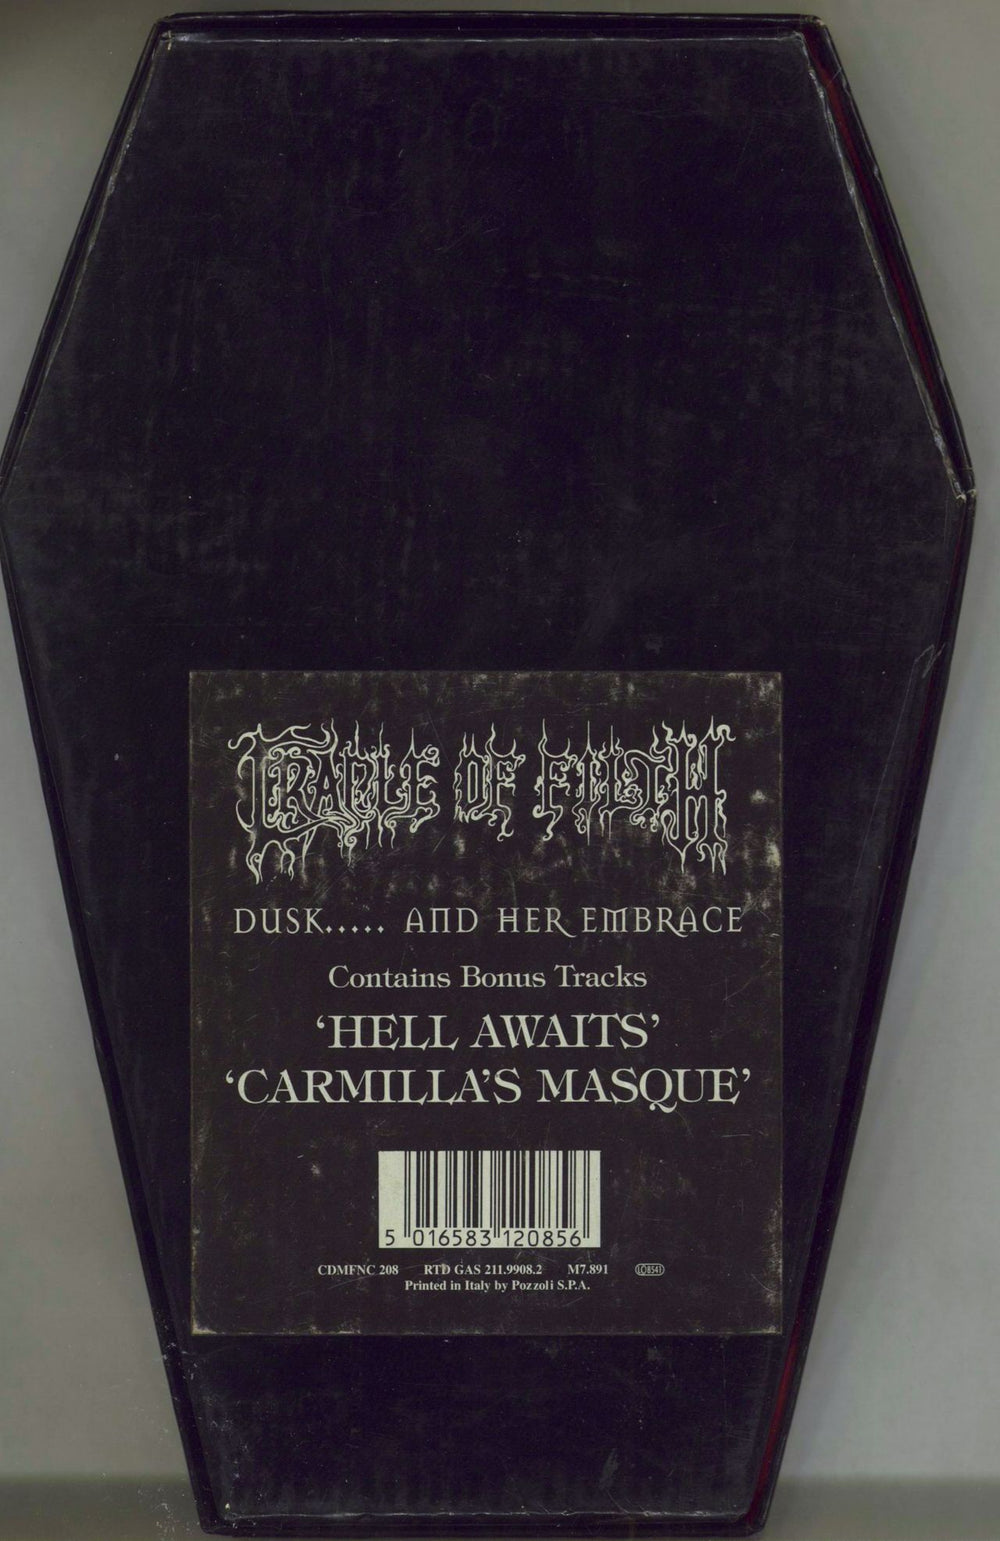 CRADLE OF FILTH
DUSK..... AND HER EMBRACE
Contains Bonus Tracks
‘HELL AWAITS’
‘CARMILLA’S MASQUE’
5 016583 120856
CDMFNC 208 RTD GAS 211.9908.2 M7.891 LC8541
Printed in Italy by Pozzoli S.P.A.